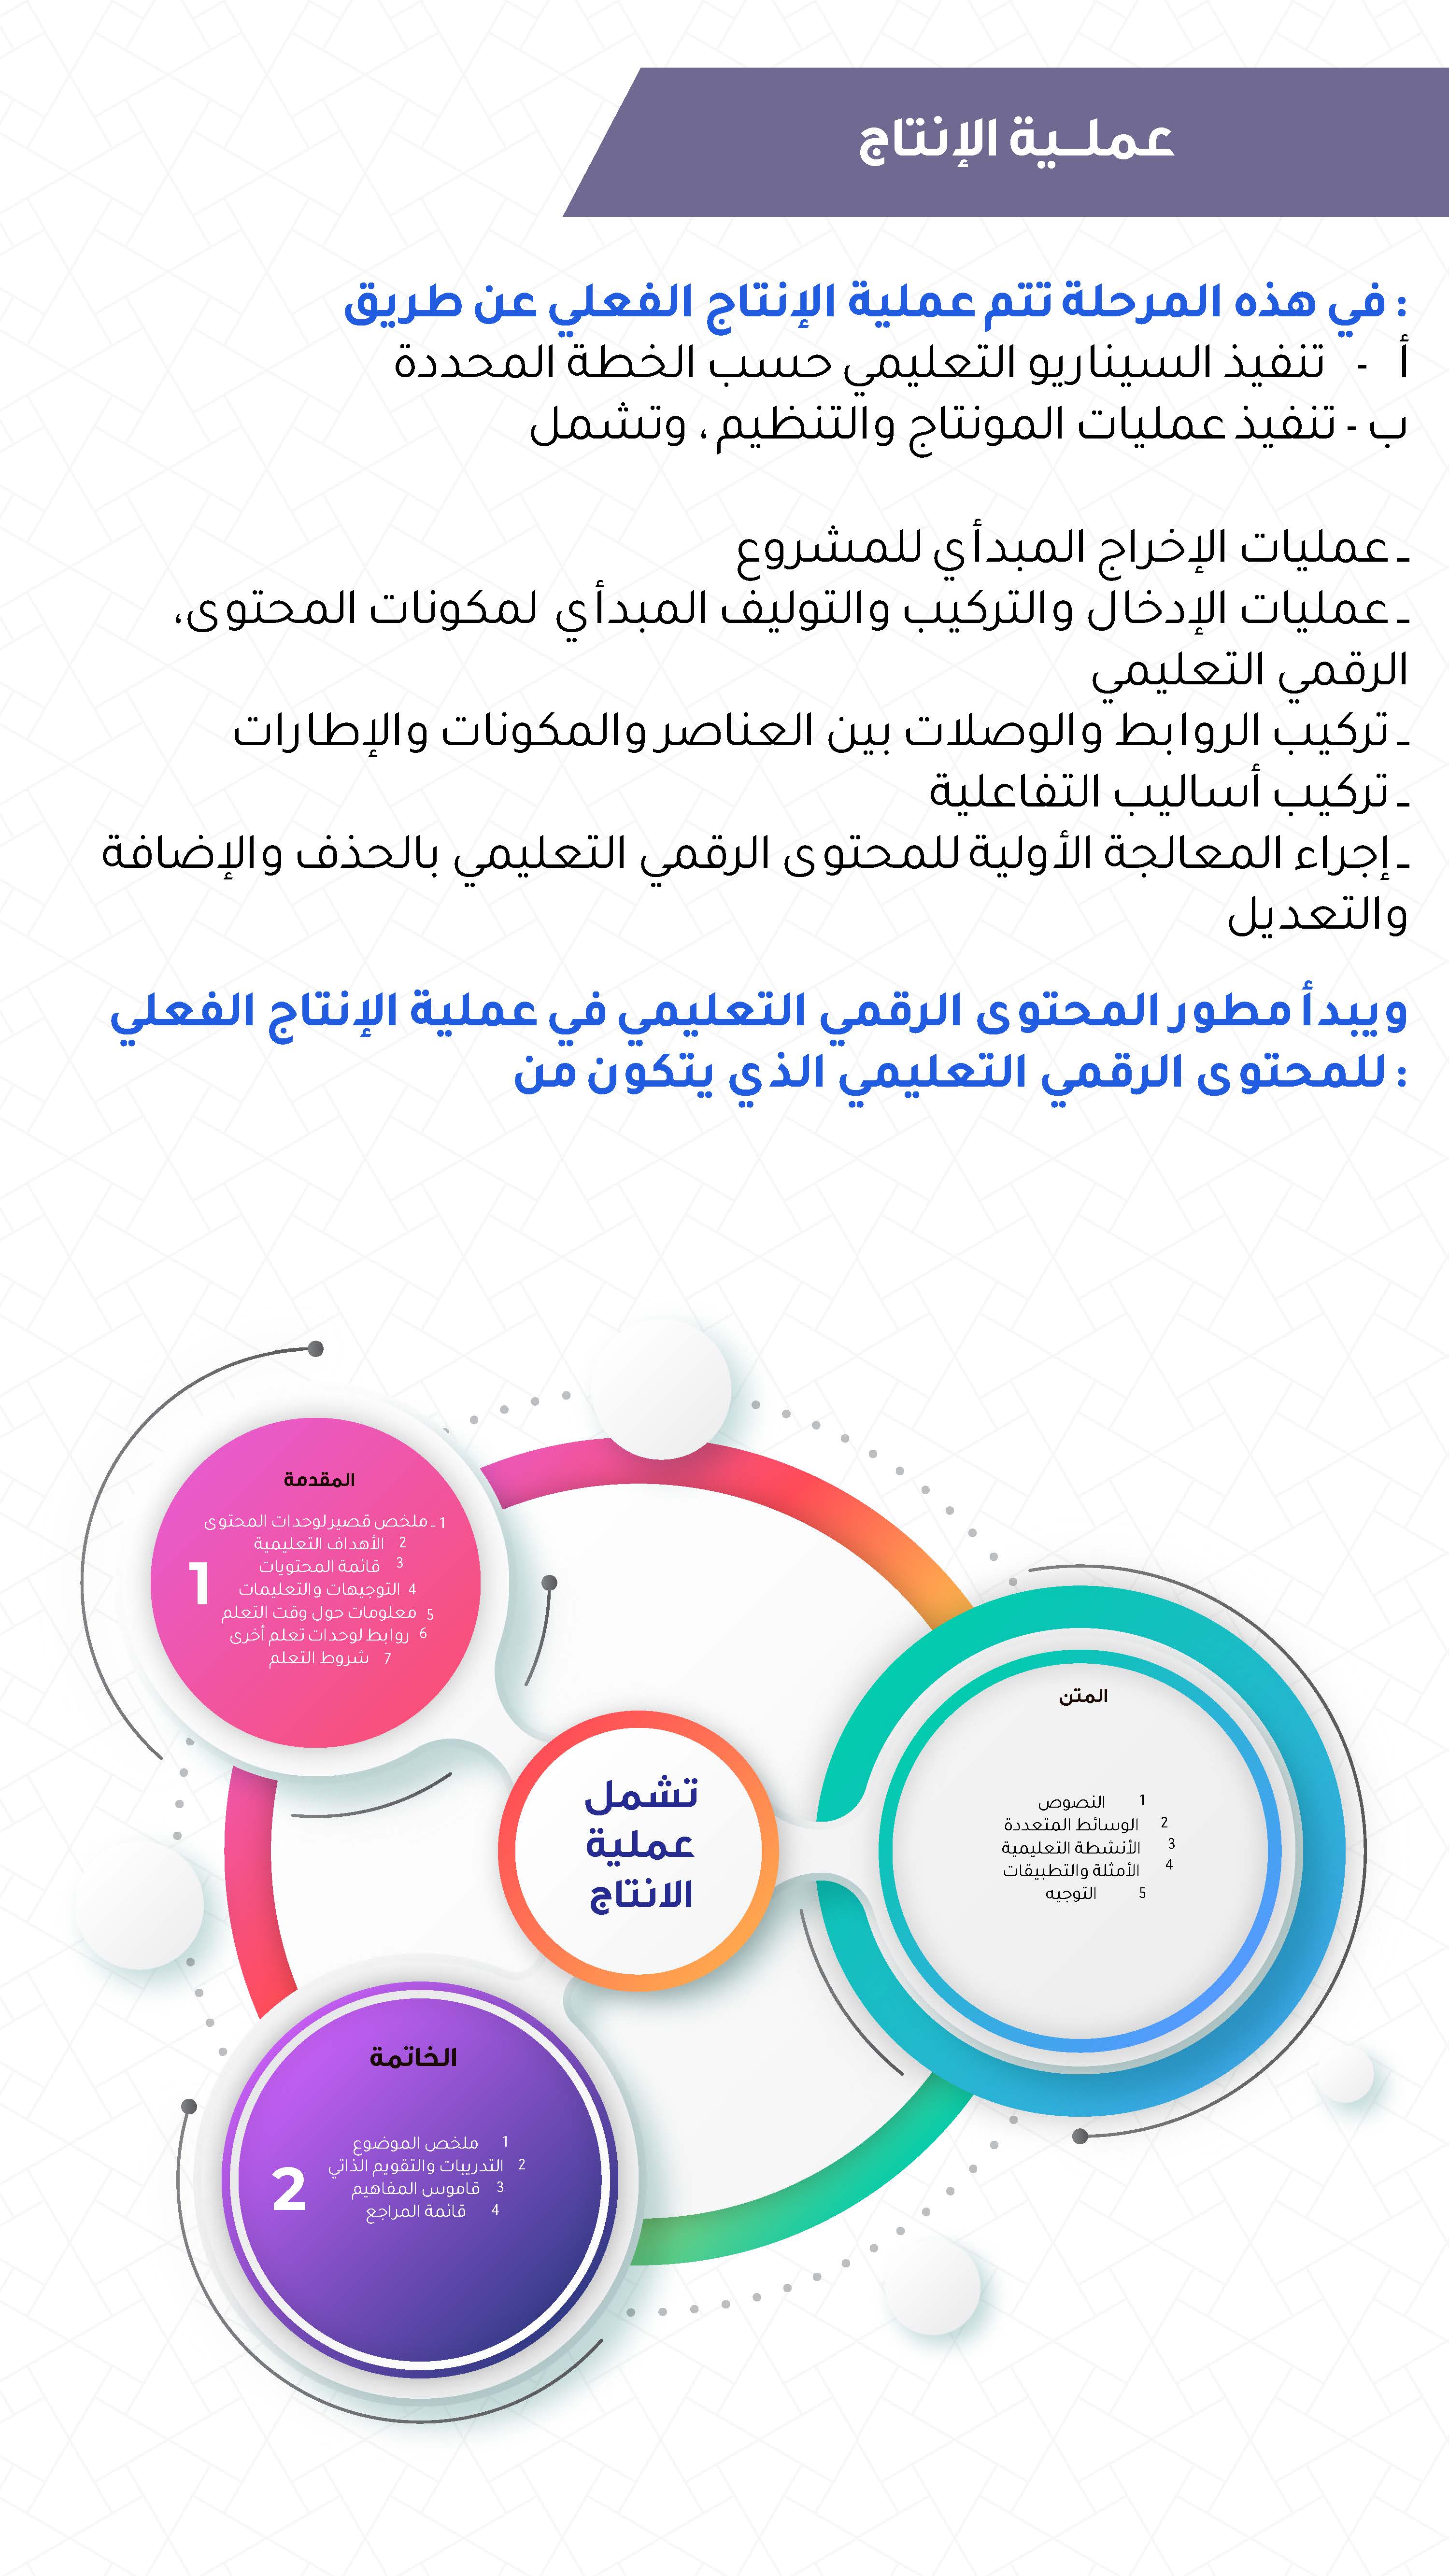 عملــية الإنتاج
في هذه المرحلة تتم عملية الإنتاج الفعلي عن طريق :
أ - تنفيذ السيناريو التعليمي حسب الخطة المحددة
ب - تنفيذ عمليات المونتاج والتنظيم ، وتشمل
ـ عمليات الإخراج المبدأي للمشروع
ـ عمليات الإدخال والتركيب والتوليف المبدأي لمكونات المحتوى،
الرقمي التعليمي
ـ تركيب الروابط والوصلات بين العناصر والمكونات والإطارات
ـ تركيب أساليب التفاعلية
ـ إجراء المعالجة الأولية للمحتوى الرقمي التعليمي بالحذف والإضافة
والتعديل
ويبدأ مطور المحتوى الرقمي التعليمي في عملية الإنتاج الفعلي
للمحتوى الرقمي التعليمي الذي يتكون من :
المقدمة
1 ـ ملخص قصير لوحدات المحتوى
2 الأهداف التعليمية
3 قائمة المحتويات
4 التوجيهات والتعليمات
5 معلومات حول وقت التعلم
6 روابط لوحدات تعلم أخرى
7 شروط التعلم
1
المتن
1 النصوص
2 الوسائط المتعددة
3 الأنشطة التعليمية
4 الأمثلة والتطبيقات
5 التوجيه
تشمل
عملية
الانتاج
الخاتمة
1 ملخص الموضوع
2 التدريبات والتقويم الذاتي
3 قاموس المفاهيم
4 قائمة المراجع
2